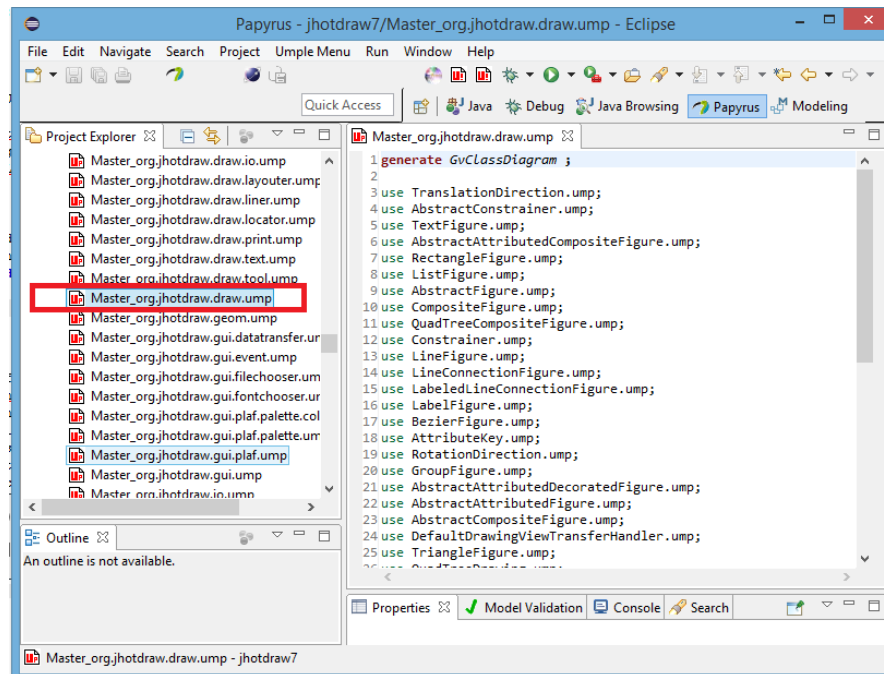 Papyrus - jhotdraw7/Master_org.jhotdraw.draw.ump - Eclipse
File Edit Navigate Search Project Umple Menu Run Window Help
Quick Access Java Debug Java Browsing Papyrus Modeling
Project Explorer
Master_org.jhotdraw.draw.io.ump
Master_org.jhotdraw.draw.layouter.ump
Master_org.jhotdraw.draw.liner.ump
Master_org.jhotdraw.draw.locator.ump
Master_org.jhotdraw.draw.print.ump
Master_org.jhotdraw.draw.text.ump
Master_org.jhotdraw.draw.tool.ump
Master_org.jhotdraw.draw.ump
Master_org.jhotdraw.geom.ump
Master_org.jhotdraw.gui.datatransfer.ur
Master_org.jhotdraw.gui.event.ump
Master_org.jhotdraw.gui.filechooser.um
Master_org.jhotdraw.gui.fontchooser.ur
Master_org.jhotdraw.gui.plaf.palette.col
Master_org.jhotdraw.gui.plaf.palette.um
Master_org.jhotdraw.gui.plaf.ump
Master_org.jhotdraw.gui.ump
Master_org.jhotdraw.io.ump
Outline
An outline is not available.
Master_org.jhotdraw.draw.ump
1 generate GvClassDiagram ;
2
3 use TranslationDirection.ump;
4 use AbstractConstrainer.ump;
5 use TextFigure.ump;
6 use AbstractAttributedCompositeFigure.ump;
7 use RectangleFigure.ump;
8 use ListFigure.ump;
9 use AbstractFigure.ump;
10 use CompositeFigure.ump;
11 use QuadTreeCompositeFigure.ump;
12 use Constrainer.ump;
13 use LineFigure.ump;
14 use LineConnectionFigure.ump;
15 use LabeledLineConnectionFigure.ump;
16 use LabelFigure.ump;
17 use BezierFigure.ump;
18 use AttributeKey.ump;
19 use RotationDirection.ump;
20 use GroupFigure.ump;
21 use AbstractAttributedDecoratedFigure.ump;
22 use AbstractAttributedFigure.ump;
23 use AbstractCompositeFigure.ump;
24 use DefaultDrawingViewTransferHandler.ump;
25 use TriangleFigure.ump;
26 use QuadTreeDrawing.ump;
Properties Model Validation Console Search
Master_org.jhotdraw.draw.ump - jhotdraw7